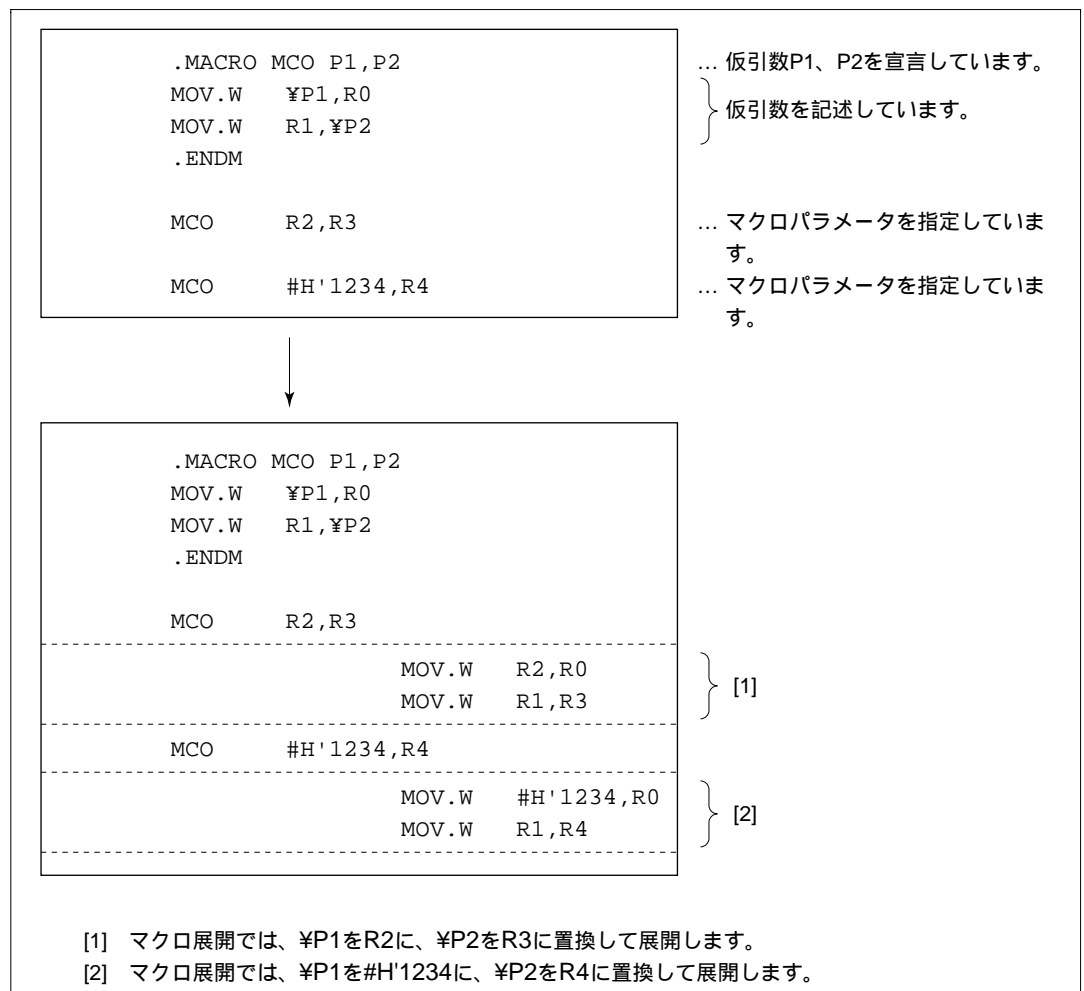 .MACRO MCO P1,P2 … 仮引数P1、P2を宣言しています。
MOV.W ¥P1,R0
仮引数を記述しています。
MOV.W R1,¥P2
.ENDM
MCO R2,R3 … マクロパラメータを指定していま
す。
MCO #H'1234,R4 … マクロパラメータを指定していま
す。
.MACRO MCO P1,P2
MOV.W ¥P1,R0
MOV.W R1,¥P2
.ENDM
MCO R2,R3
MOV.W R2,R0
[1]
MOV.W R1,R3
MCO #H'1234,R4
MOV.W #H'1234,R0
[2]
MOV.W R1,R4
[1] マクロ展開では、¥P1をR2に、¥P2をR3に置換して展開します。
[2] マクロ展開では、¥P1を#H'1234に、¥P2をR4に置換して展開します。